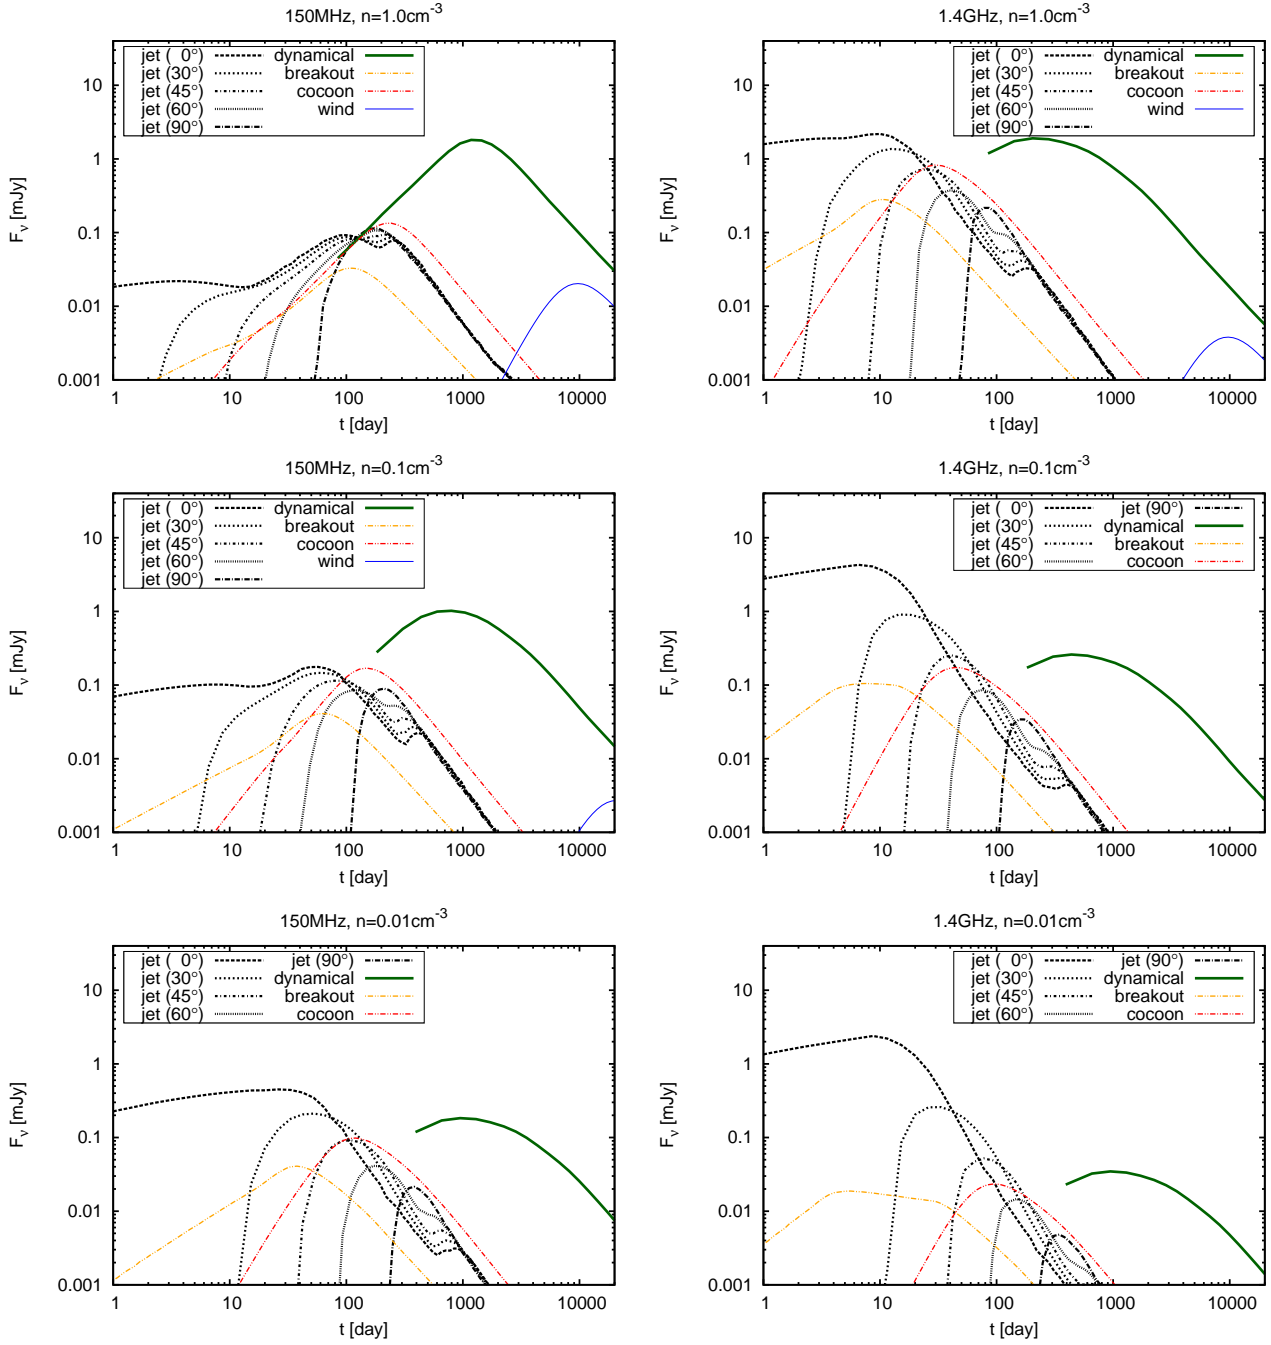 150MHz, n=1.0cm-3
jet ( 0°) dynamical
jet (30°) breakout
jet (45°) cocoon
jet (60°) wind
jet (90°)
10
1
0.1
0.01
0.001
Fν [mJy]
1 10 100 1000 10000
t [day]
1.4GHz, n=1.0cm-3
jet ( 0°) dynamical
jet (30°) breakout
jet (45°) cocoon
jet (60°) wind
jet (90°)
10
1
0.1
0.01
0.001
Fν [mJy]
1 10 100 1000 10000
t [day]
150MHz, n=0.1cm-3
jet ( 0°) dynamical
jet (30°) breakout
jet (45°) cocoon
jet (60°) wind
jet (90°)
10
1
0.1
0.01
0.001
Fν [mJy]
1 10 100 1000 10000
t [day]
1.4GHz, n=0.1cm-3
jet ( 0°) jet (90°)
jet (30°) dynamical
jet (45°) breakout
jet (60°) cocoon
10
1
0.1
0.01
0.001
Fν [mJy]
1 10 100 1000 10000
t [day]
150MHz, n=0.01cm-3
jet ( 0°) jet (90°)
jet (30°) dynamical
jet (45°) breakout
jet (60°) cocoon
10
1
0.1
0.01
0.001
Fν [mJy]
1 10 100 1000 10000
t [day]
1.4GHz, n=0.01cm-3
jet ( 0°) jet (90°)
jet (30°) dynamical
jet (45°) breakout
jet (60°) cocoon
10
1
0.1
0.01
0.001
Fν [mJy]
1 10 100 1000 10000
t [day]